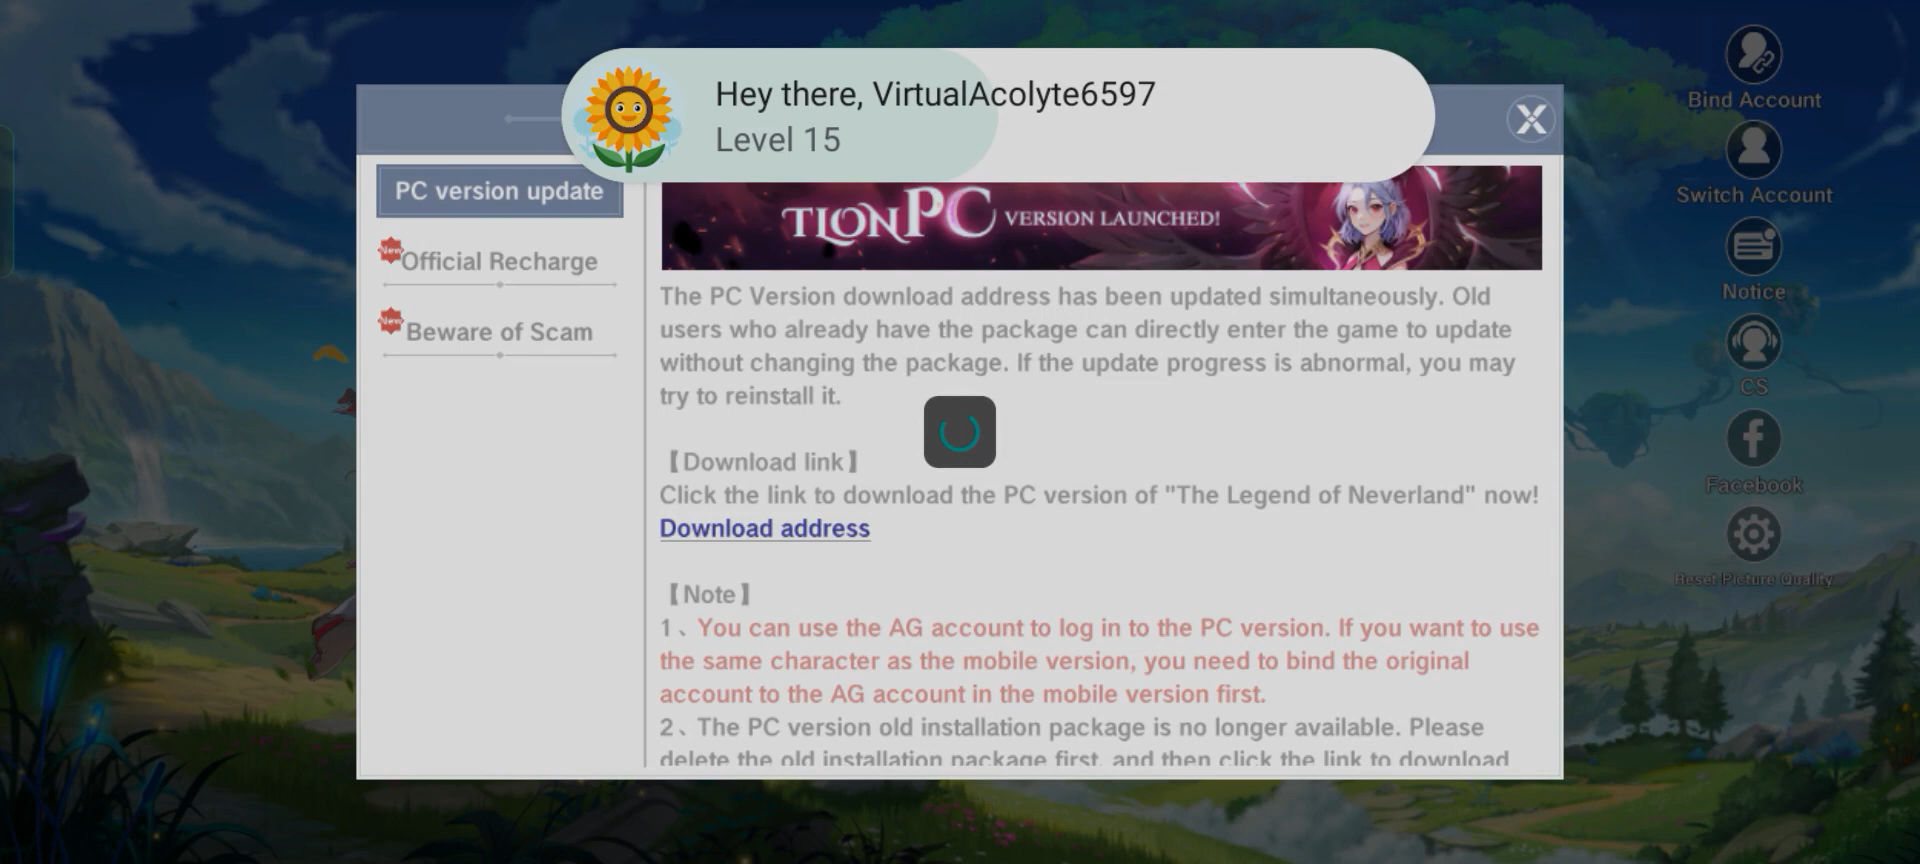 Hey there, VirtualAcolyte6597
Level 15
PC version update
New
Official Recharge
New
Beware of Scam
TLON PC VERSION LAUNCHED!
The PC Version download address has been updated simultaneously. Old
users who already have the package can directly enter the game to update
without changing the package. If the update progress is abnormal, you may
try to reinstall it.
【Download link】
Click the link to download the PC version of "The Legend of Neverland" now!
Download address
【Note】
1、You can use the AG account to log in to the PC version. If you want to use
the same character as the mobile version, you need to bind the original
account to the AG account in the mobile version first.
2、The PC version old installation package is no longer available. Please
delete the old installation package first, and then click the link to download
Bind Account
Switch Account
Notice
CS
Facebook
Reset Picture Quality